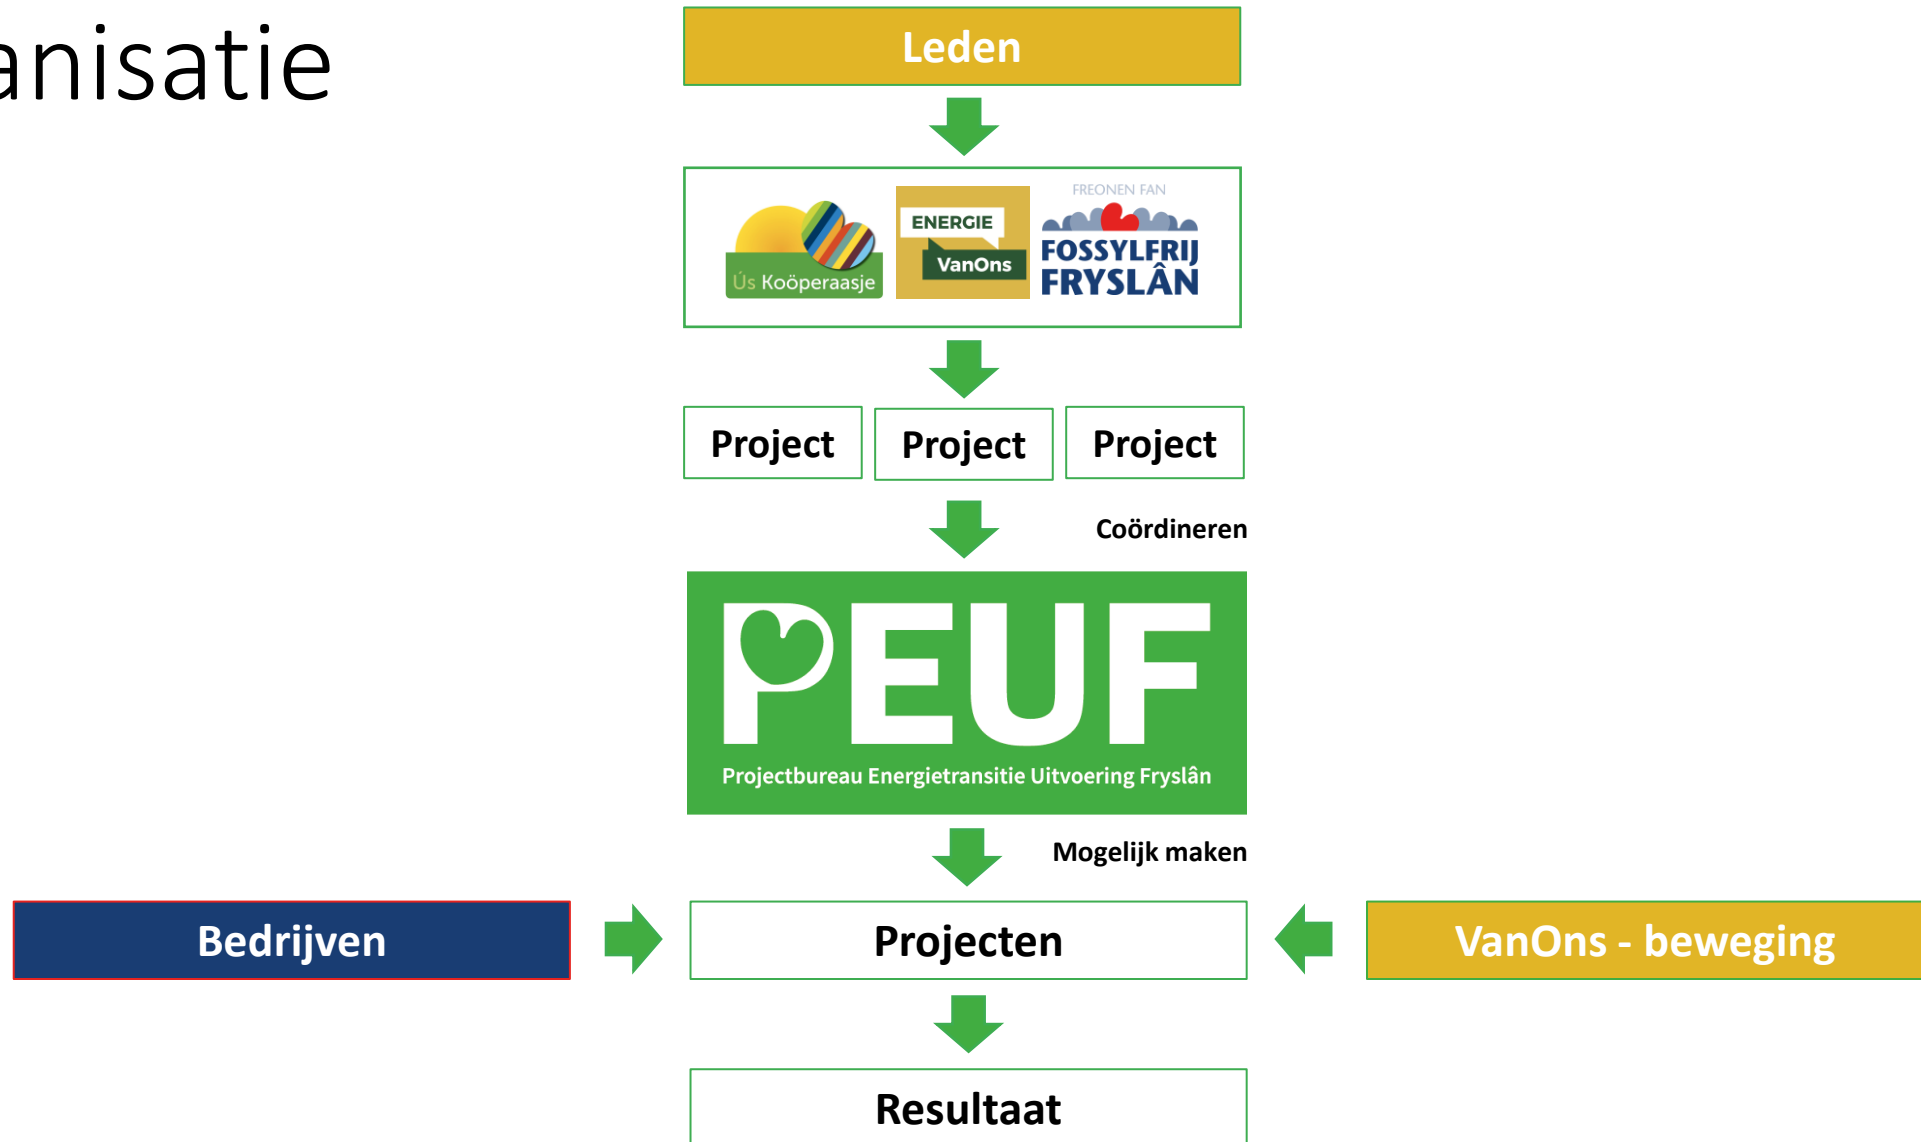 anisatie
Leden
Ús Koöperaasje
ENERGIE
VanOns
FREONEN FAN
FOSSYLFRIJ
FRYSLÂN
Project
Project
Project
Coördineren
PEUF
Projectbureau Energietransitie Uitvoering Fryslân
Mogelijk maken
Bedrijven
Projecten
VanOns - beweging
Resultaat